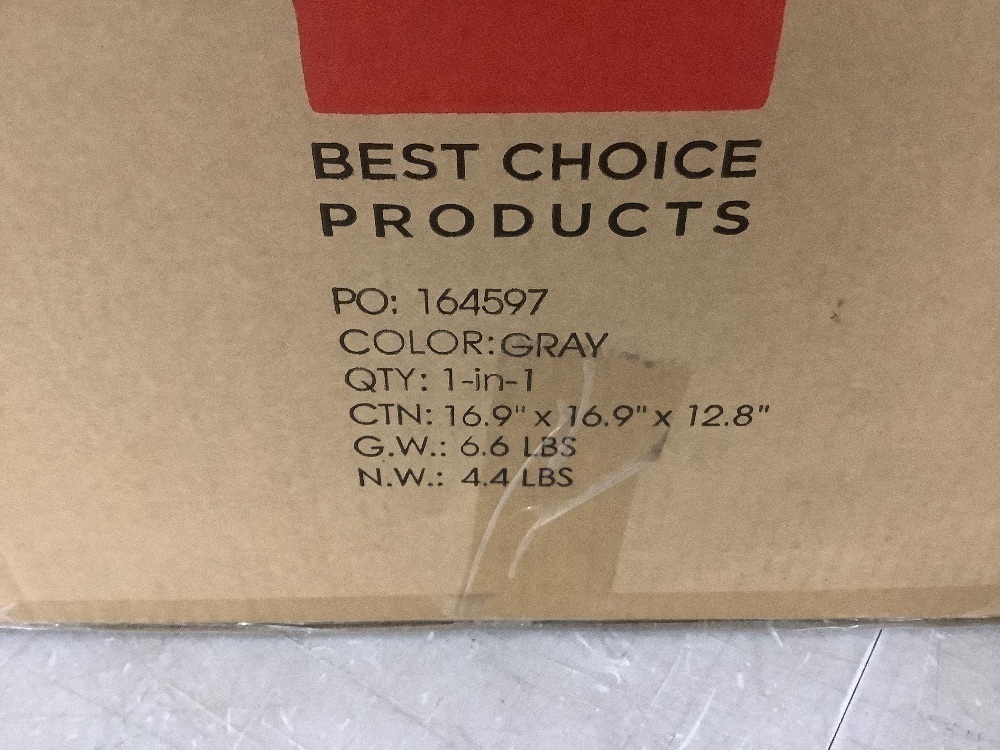 BEST CHOICE
PRODUCTS
PO: 164597
COLOR:GRAY
QTY: 1-in-1
CTN: 16.9" x 16.9" x 12.8"
G.W.: 6.6 LBS
N.W.: 4.4 LBS